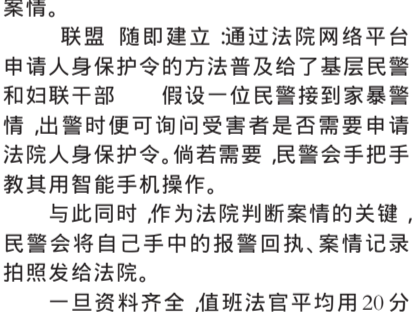 案情。
联盟 随即建立 :通过法院网络平台
申请人身保护令的方法普及给了基层民警
和妇联干部  假设一位民警接到家暴警
情 ,出警时便可询问受害者是否需要申请
法院人身保护令。倘若需要 ,民警会手把手
教其用智能手机操作。
与此同时 ,作为法院判断案情的关键 ,
民警会将自己手中的报警回执、案情记录
拍照发给法院。
一旦资料齐全 ,值班法官平均用 20 分